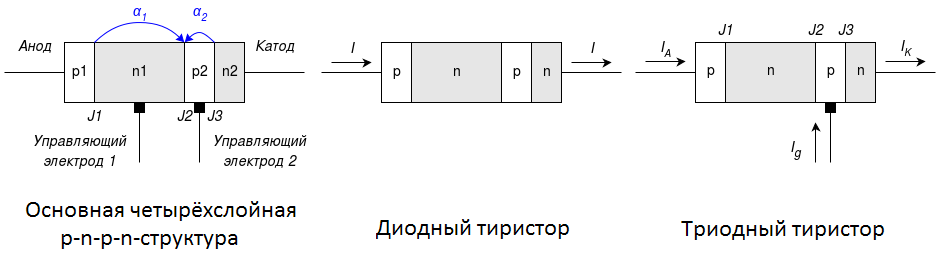 α1 α2
Анод Катод
p1 n1 p2 n2
J1 J2 J3
Управляющий
электрод 1
Управляющий
электрод 2
Основная четырёхслойная
p-n-p-n-структура
I I
p n p n
Диодный тиристор
J1 J2 J3
IA IK
p n p n
Ig
Триодный тиристор